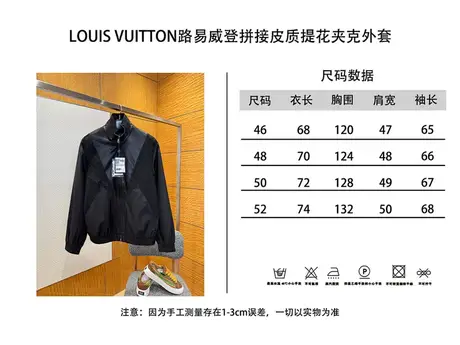 LOUIS VUITTON路易威登拼接皮质提花夹克外套
尺码数据
尺码 衣长 胸围 肩宽 袖长
46 68 120 47 65
48 70 124 48 66
50 72 128 49 67
52 74 132 50 68
注意：因为手工测量存在1-3cm误差，一切以实物为准